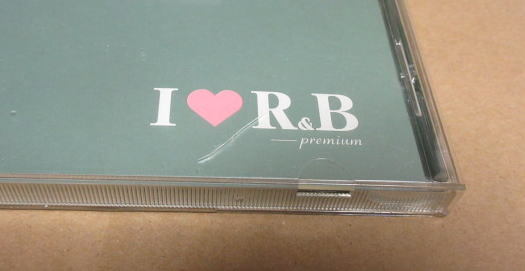 I ♥ R&B
premium